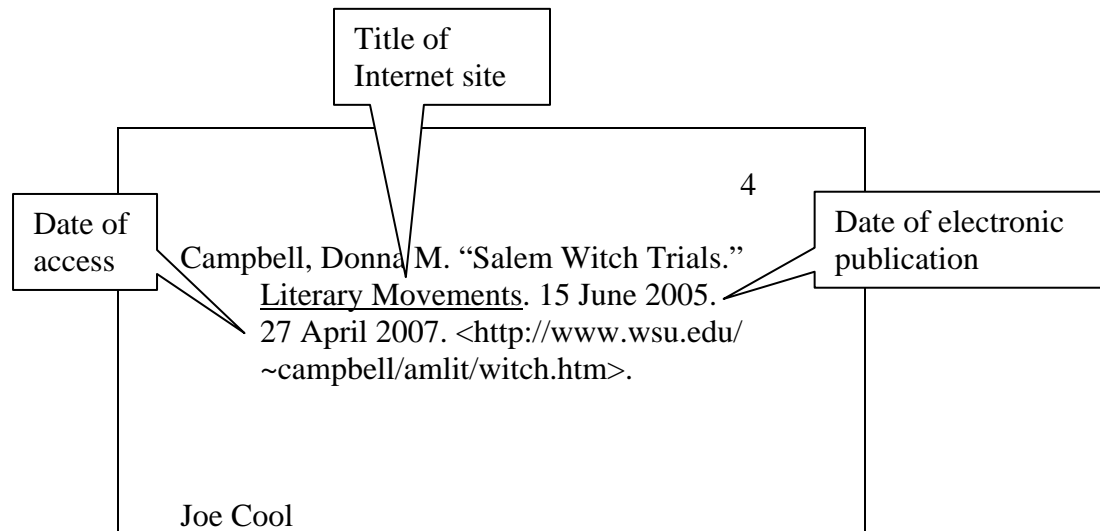 Title of
Internet site
4
Date of
access
Date of electronic
publication
Campbell, Donna M. “Salem Witch Trials.”
Literary Movements. 15 June 2005.
27 April 2007. <http://www.wsu.edu/
~campbell/amlit/witch.htm>.
Joe Cool